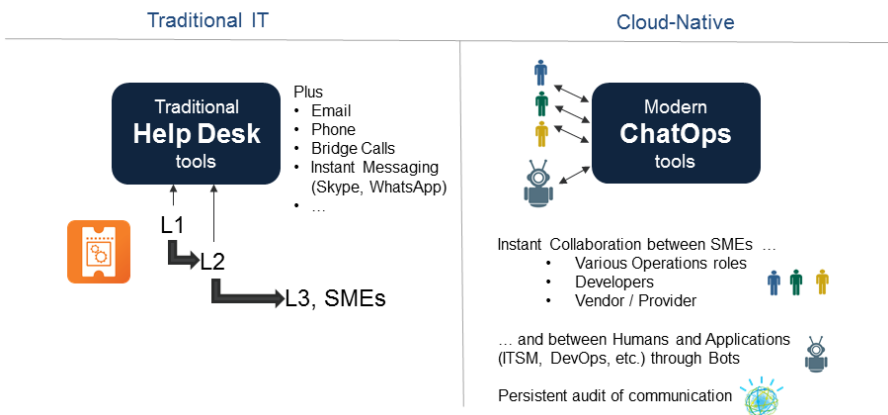 Traditional IT
Traditional
Help Desk
tools
Plus
• Email
• Phone
• Bridge Calls
• Instant Messaging
(Skype, WhatsApp)
• …
L1
L2
L3, SMEs
Cloud-Native
Modern
ChatOps
tools
Instant Collaboration between SMEs …
• Various Operations roles
• Developers
• Vendor / Provider
… and between Humans and Applications
(ITSM, DevOps, etc.) through Bots
Persistent audit of communication